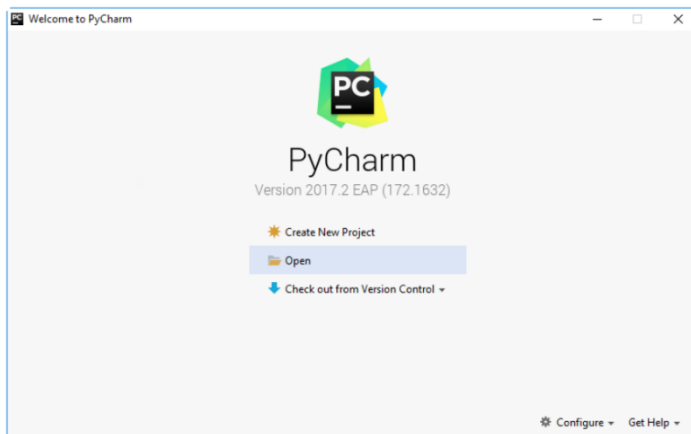 PC Welcome to PyCharm
PC
PyCharm
Version 2017.2 EAP (172.1632)
Create New Project
Open
Check out from Version Control
Configure Get Help